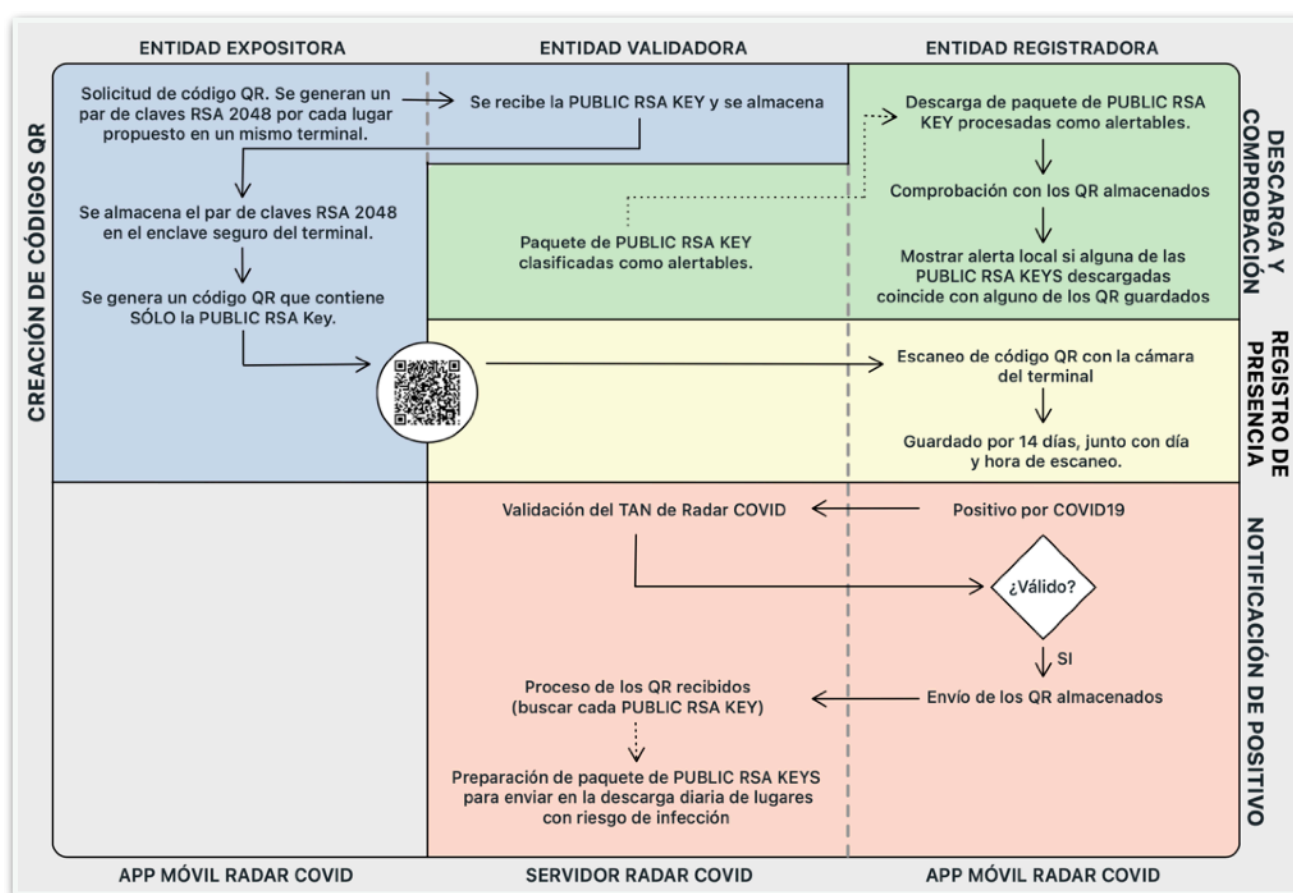 ENTIDAD EXPOSITORA
ENTIDAD VALIDADORA
ENTIDAD REGISTRADORA
CREACIÓN DE CÓDIGOS QR
Solicitud de código QR. Se generan un
par de claves RSA 2048 por cada lugar
propuesto en un mismo terminal.
Se recibe la PUBLIC RSA KEY y se almacena
Se almacena el par de claves RSA 2048
en el enclave seguro del terminal.
Se genera un código QR que contiene
SÓLO la PUBLIC RSA Key.
DESCARGA Y
COMPROBACIÓN
Paquete de PUBLIC RSA KEY
clasificadas como alertables.
Descarga de paquete de PUBLIC RSA
KEY procesadas como alertables.
Comprobación con los QR almacenados
Mostrar alerta local si alguna de las
PUBLIC RSA KEYS descargadas
coincide con alguno de los QR guardados
REGISTRO DE
PRESENCIA
Escaneo de código QR con la cámara
del terminal
Guardado por 14 días, junto con día
y hora de escaneo.
NOTIFICACIÓN DE POSITIVO
Positivo por COVID19
Validación del TAN de Radar COVID
¿Válido?
SI
Envío de los QR almacenados
Proceso de los QR recibidos
(buscar cada PUBLIC RSA KEY)
Preparación de paquete de PUBLIC RSA KEYS
para enviar en la descarga diaria de lugares
con riesgo de infección
APP MÓVIL RADAR COVID
SERVIDOR RADAR COVID
APP MÓVIL RADAR COVID